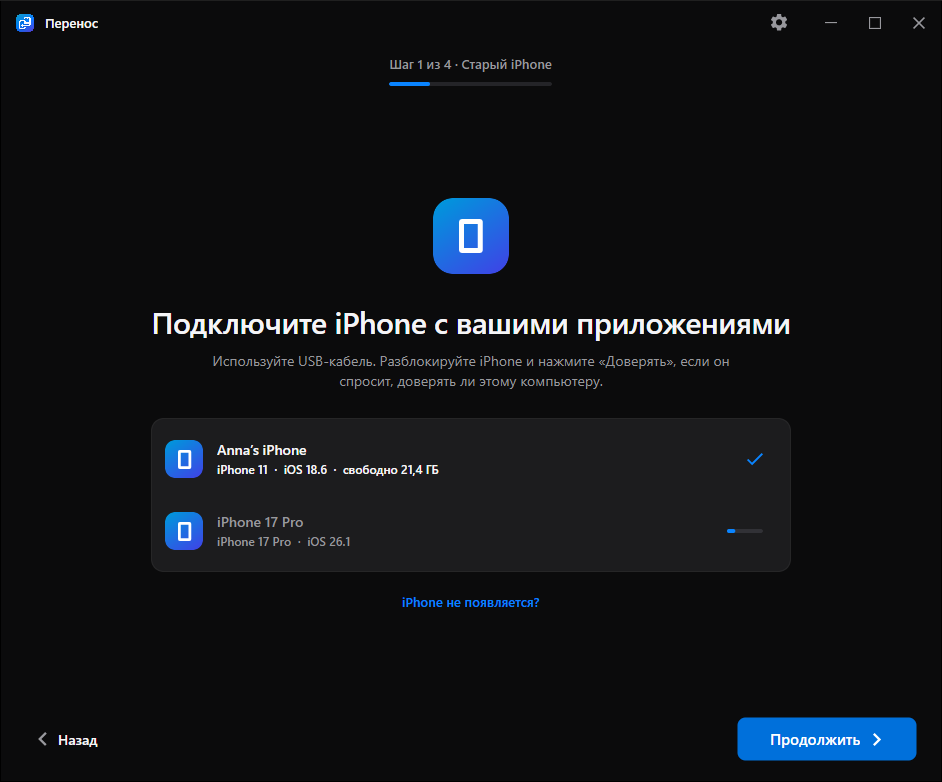 Перенос
Шаг 1 из 4 · Старый iPhone
Подключите iPhone с вашими приложениями
Используйте USB-кабель. Разблокируйте iPhone и нажмите «Доверять», если он
спросит, доверять ли этому компьютеру.
Anna’s iPhone
iPhone 11 · iOS 18.6 · свободно 21,4 ГБ
iPhone 17 Pro
iPhone 17 Pro · iOS 26.1
iPhone не появляется?
Назад
Продолжить